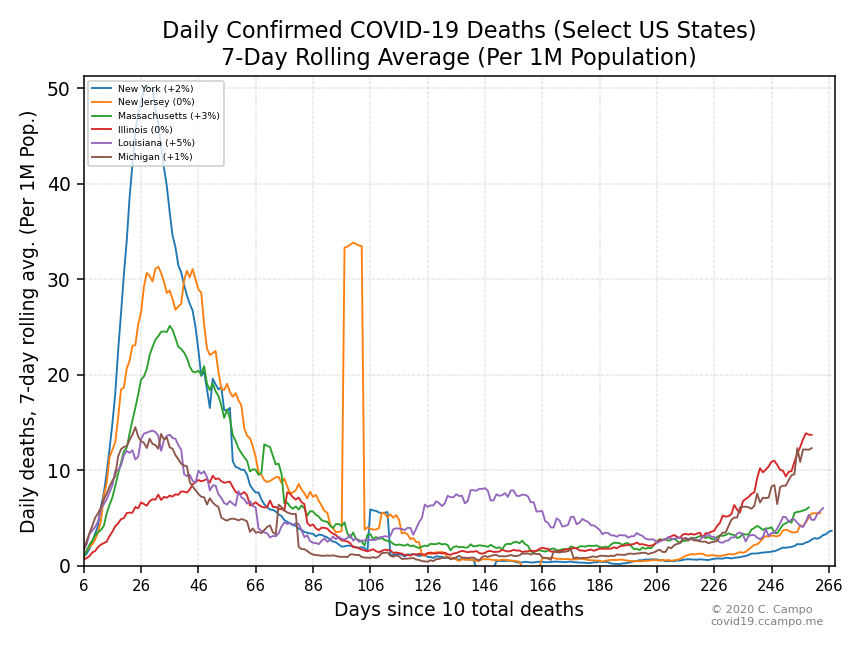 Daily Confirmed COVID-19 Deaths (Select US States)
7-Day Rolling Average (Per 1M Population)
Daily deaths, 7-day rolling avg. (Per 1M Pop.)
50
40
30
20
10
0
New York (+2%)
New Jersey (0%)
Massachusetts (+3%)
Illinois (0%)
Louisiana (+5%)
Michigan (+1%)
6 26 46 66 86 106 126 146 166 186 206 226 246 266
Days since 10 total deaths
© 2020 C. Campo
covid19.ccampo.me